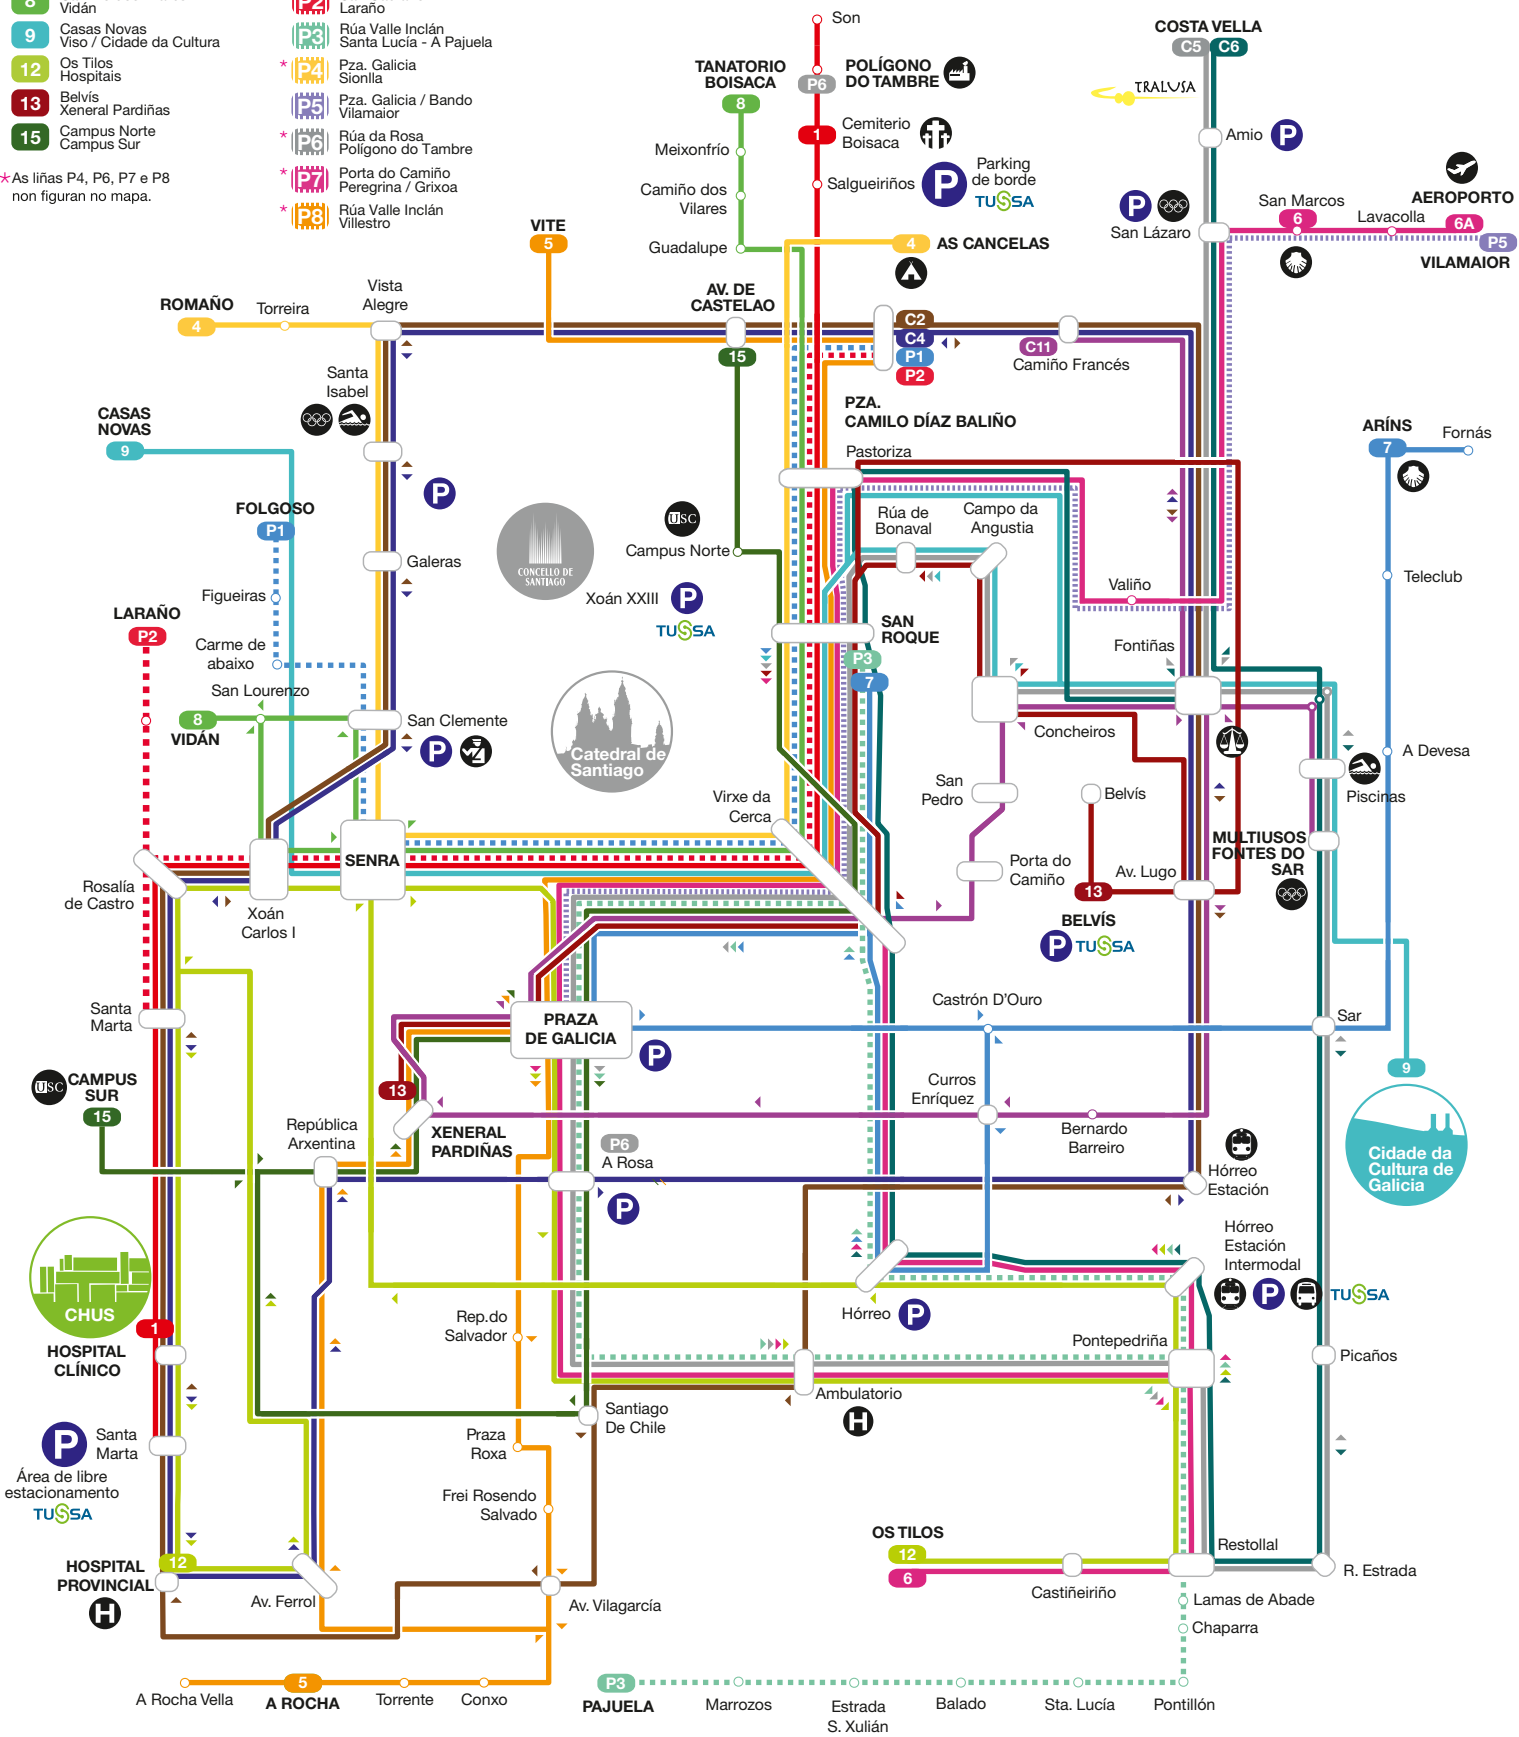 8
Vidán
9
Casas Novas
Viso / Cidade da Cultura
12
Os Tilos
Hospitais
13
Belvís
Xeneral Pardiñas
15
Campus Norte
Campus Sur
*As liñas P4, P6, P7 e P8
non figuran no mapa.
P2
Laraño
P3
Rúa Valle Inclán
Santa Lucía - A Pajuela
* P4
Pza. Galicia
Sionlla
P5
Pza. Galicia / Bando
Vilamaior
* P6
Rúa da Rosa
Polígono do Tambre
* P7
Porta do Camiño
Peregrina / Grixoa
* P8
Rúa Valle Inclán
Villestro
Son
P6
POLÍGONO
DO TAMBRE
TANATORIO
BOISACA
8
1
Cemiterio
Boisaca
Meixonfrío
Camiño dos
Vilares
Guadalupe
Salgueiriños
P
Parking
de borde
TUSSA
COSTA VELLA
C5 C6
TRALUSA
Amio P
P
San Lázaro
San Marcos
6
Lavacolla
AEROPORTO
6A
P5
VILAMAIOR
VITE
5
4 AS CANCELAS
ROMAÑO
4
Torreira
Vista
Alegre
AV. DE
CASTELAO
15
C2
C4
P1
P2
C11
Camiño Francés
PZA.
CAMILO DÍAZ BALIÑO
Santa
Isabel
CASAS
NOVAS
9
P
FOLGOSO
P1
Galeras
CONCELLO DE
SANTIAGO
USC
Campus Norte
Xoán XXIII P
TUSSA
Pastoriza
Rúa de
Bonaval
Campo da
Angustia
Valiño
ARÍNS
7
Fornás
Teleclub
Figueiras
LARAÑO
P2
Carme de
abaixo
San Lourenzo
8
VIDÁN
San Clemente
P
Catedral de
Santiago
SAN
ROQUE
P3
7
Fontiñas
Concheiros
A Devesa
Piscinas
San
Pedro
Belvís
Virxe da
Cerca
Porta do
Camiño
13
BELVÍS
P TUSSA
Av. Lugo
MULTIUSOS
FONTES DO
SAR
SENRA
Rosalía
de Castro
Xoán
Carlos I
Santa
Marta
PRAZA
DE GALICIA
P
Castrón D'Ouro
Sar
9
Cidade da
Cultura de
Galicia
USC CAMPUS
SUR
15
13
XENERAL
PARDIÑAS
República
Arxentina
Curros
Enríquez
Bernardo
Barreiro
P6
A Rosa
P
Hórreo
Estación
Hórreo
Estación
Intermodal
P TUSSA
CHUS
1
HOSPITAL
CLÍNICO
Rep.do
Salvador
Hórreo P
Pontepedriña
Picaños
Ambulatorio
H
Santiago
De Chile
Praza
Roxa
P
Santa
Marta
Área de libre
estacionamento
TUSSA
Frei Rosendo
Salvado
OS TILOS
12
6
Castiñeiriño
Restollal
R. Estrada
12
HOSPITAL
PROVINCIAL
H
Av. Ferrol
Av. Vilagarcía
Lamas de Abade
Chaparra
A Rocha Vella
5
A ROCHA
Torrente
Conxo
P3
PAJUELA
Marrozos
Estrada
S. Xulián
Balado
Sta. Lucía
Pontillón